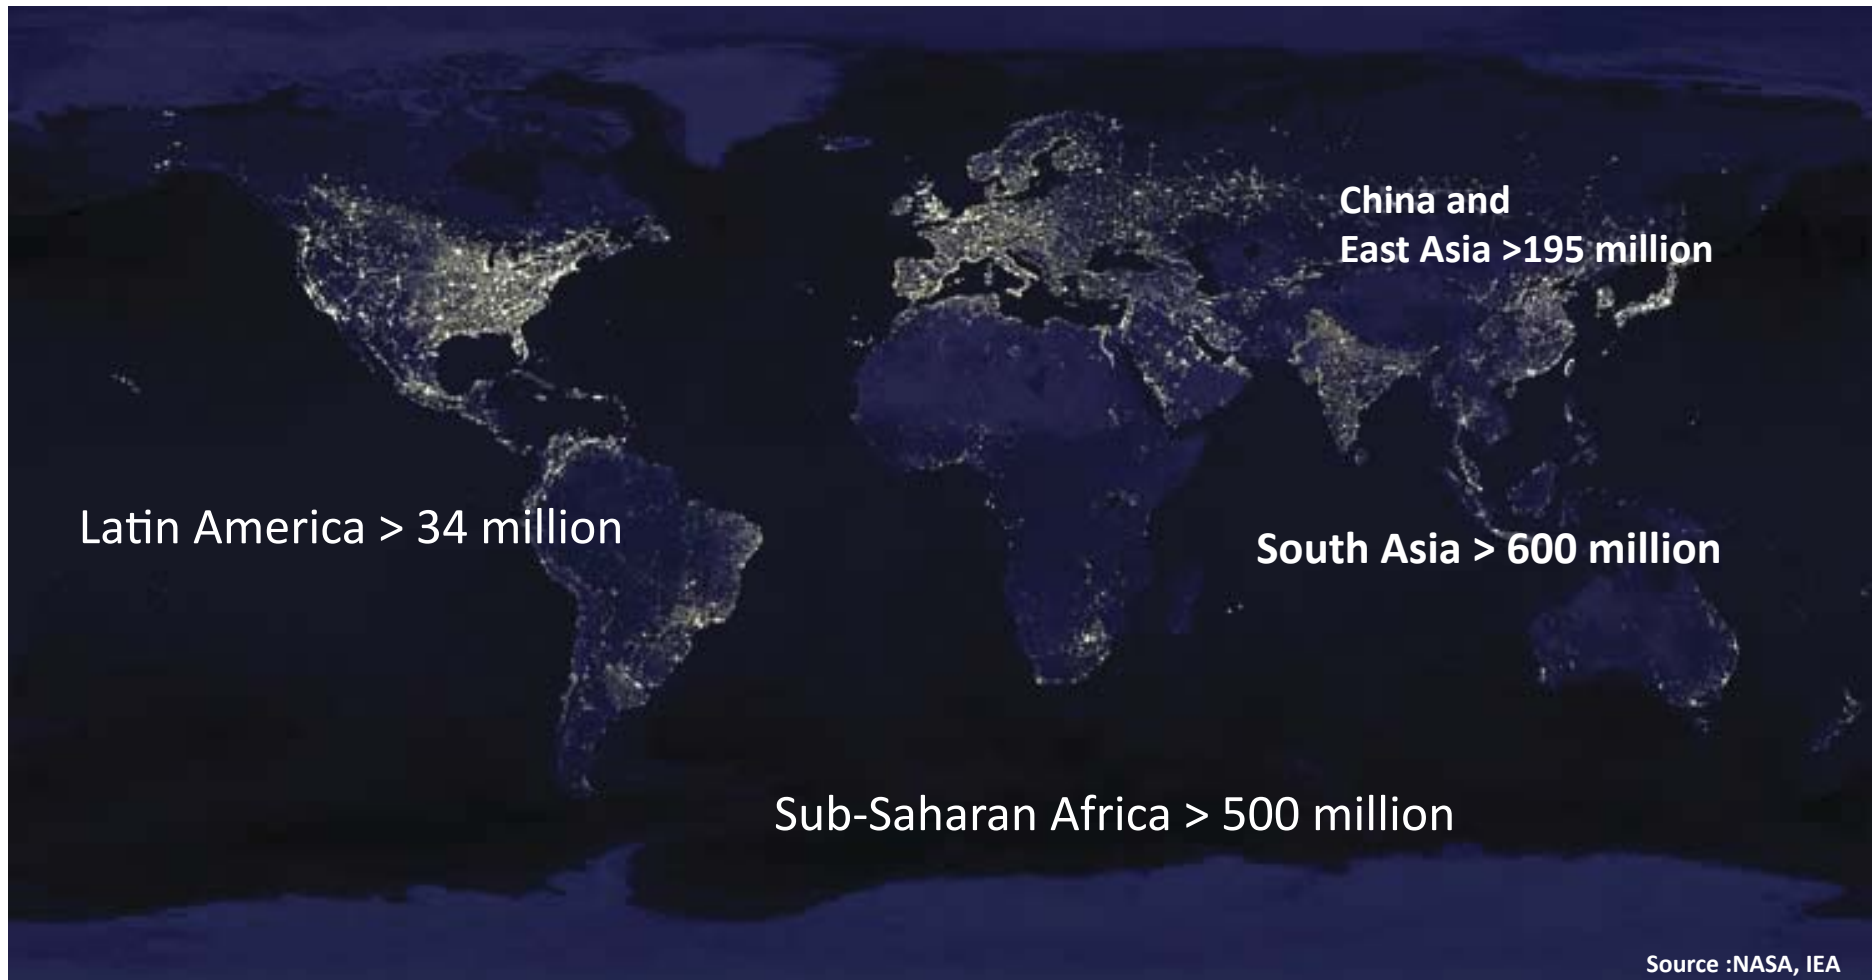 China and
East Asia >195 million
Latin America > 34 million
South Asia > 600 million
Sub-Saharan Africa > 500 million
Source :NASA, IEA